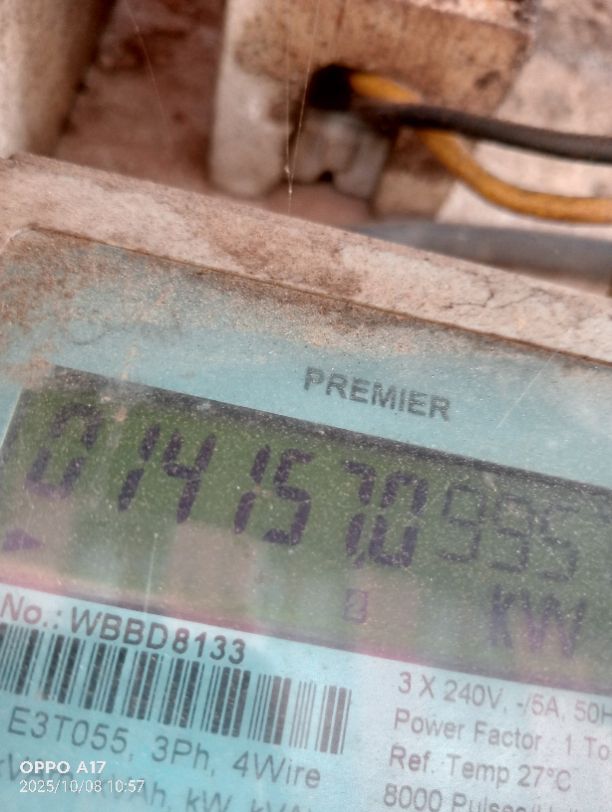 PREMIER
014157.0
kW
No.: WBBD8133
3 X 240V, -/5A, 50H
E3T055, 3Ph, 4Wire
Power Factor 1 To
Ref. Temp 27°C
8000 Pulse
OPPO A17
2025/10/08 10:57